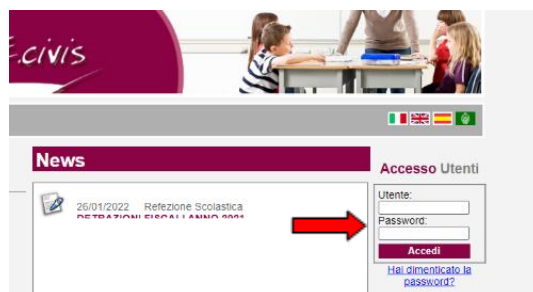 E.civis
News
Accesso Utenti
26/01/2022 Refezione Scolastica
DETRAZIONI FISCALI ANNO 2021
Utente:
Password:
Accedi
Hai dimenticato la
password?